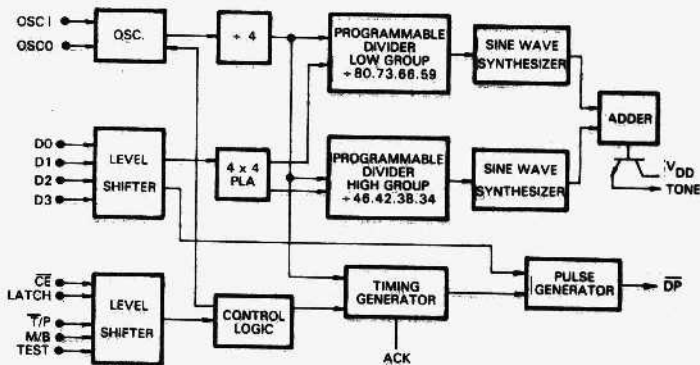 OSC I
OSCO
OSC.
÷ 4
PROGRAMMABLE
DIVIDER
LOW GROUP
÷80.73.66.59
SINE WAVE
SYNTHESIZER
ADDER
VDD
TONE
D0
D1
D2
D3
LEVEL
SHIFTER
4 x 4
PLA
PROGRAMMABLE
DIVIDER
HIGH GROUP
÷46.42.38.34
SINE WAVE
SYNTHESIZER
CE
LATCH
T/P
M/B
TEST
LEVEL
SHIFTER
CONTROL
LOGIC
TIMING
GENERATOR
ACK
PULSE
GENERATOR
DP